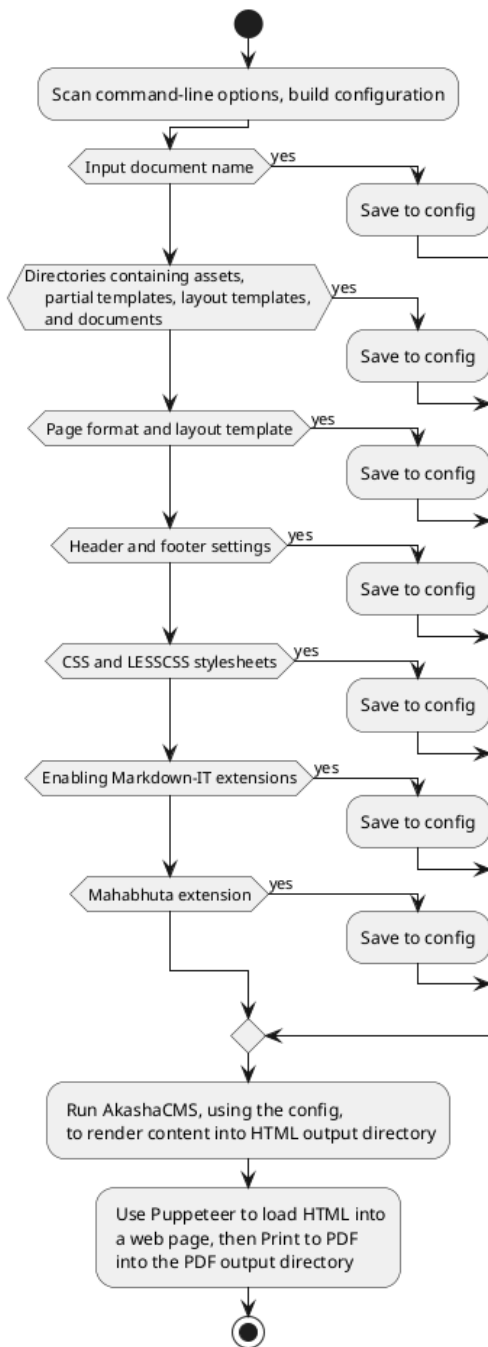 Scan command-line options, build configuration
Input document name
yes
Save to config
Directories containing assets,
partial templates, layout templates,
and documents
yes
Save to config
Page format and layout template
yes
Save to config
Header and footer settings
yes
Save to config
CSS and LESSCSS stylesheets
yes
Save to config
Enabling Markdown-IT extensions
yes
Save to config
Mahabhuta extension
yes
Save to config
Run AkashaCMS, using the config,
to render content into HTML output directory
Use Puppeteer to load HTML into
a web page, then Print to PDF
into the PDF output directory